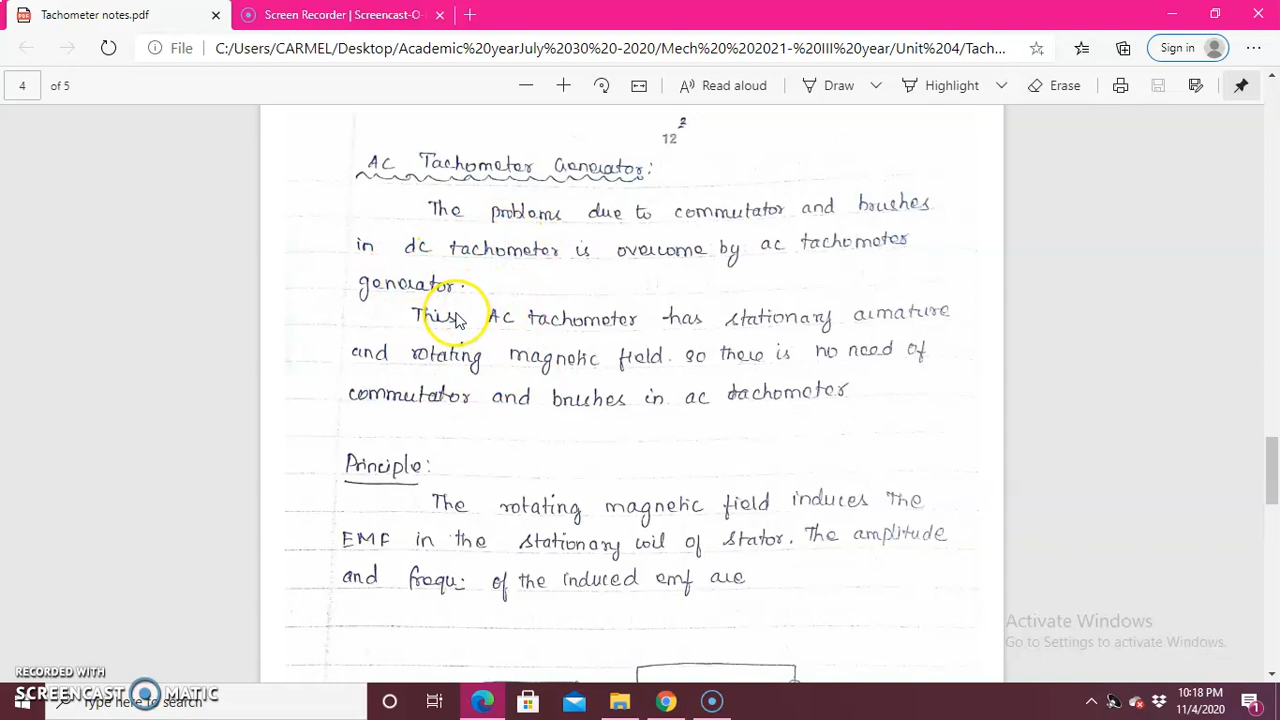 Tachometer notes.pdf
Screen Recorder | Screencast-O-
File
C:/Users/CARMEL/Desktop/Academic%20yearJuly%2030%20-2020/Mech%20%202021-%20III%20year/Unit%204/Tach...
Sign in
4 of 5
Read aloud
Draw
Highlight
Erase
2
12
AC Tachometer Generator:
The problems due to commutator and brushes
in dc tachometer is overcome by ac tachometer
generator.
This AC tachometer has stationary armature
and rotating magnetic field. so there is no need of
commutator and brushes in ac tachometer
Principle:
The rotating magnetic field induces the
EMF in the stationary coil of stator. The amplitude
and frequ: of the induced emf are
Activate Windows
Go to Settings to activate Windows.
RECORDED WITH
SCREENCAST MATIC
Type here to search
10:18 PM
11/4/2020
1